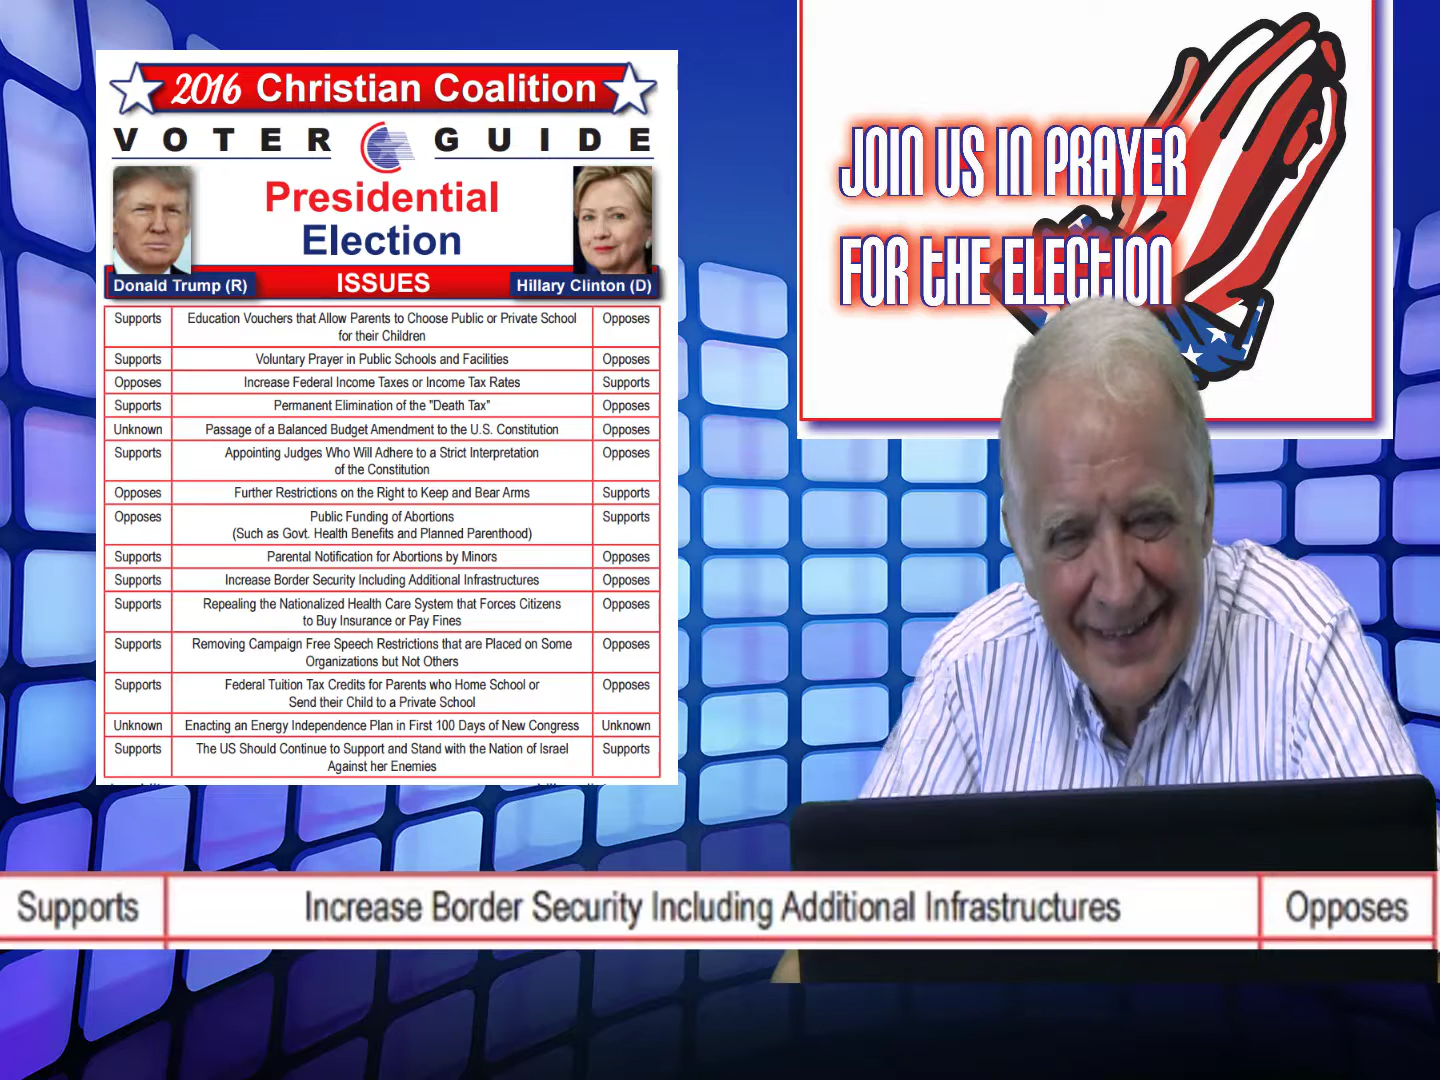 2016 Christian Coalition
VOTER GUIDE
Presidential
Election
Donald Trump (R) ISSUES Hillary Clinton (D)
Supports Education Vouchers that Allow Parents to Choose Public or Private School Opposes
for their Children
Supports Voluntary Prayer in Public Schools and Facilities Opposes
Opposes Increase Federal Income Taxes or Income Tax Rates Supports
Supports Permanent Elimination of the "Death Tax" Opposes
Unknown Passage of a Balanced Budget Amendment to the U.S. Constitution Opposes
Supports Appointing Judges Who Will Adhere to a Strict Interpretation Opposes
of the Constitution
Opposes Further Restrictions on the Right to Keep and Bear Arms Supports
Opposes Public Funding of Abortions Supports
(Such as Govt. Health Benefits and Planned Parenthood)
Supports Parental Notification for Abortions by Minors Opposes
Supports Increase Border Security Including Additional Infrastructures Opposes
Supports Repealing the Nationalized Health Care System that Forces Citizens Opposes
to Buy Insurance or Pay Fines
Supports Removing Campaign Free Speech Restrictions that are Placed on Some Opposes
Organizations but Not Others
Supports Federal Tuition Tax Credits for Parents who Home School or Opposes
Send their Child to a Private School
Unknown Enacting an Energy Independence Plan in First 100 Days of New Congress Unknown
Supports The US Should Continue to Support and Stand with the Nation of Israel Supports
Against her Enemies
JOIN US IN PRAYER
FOR THE ELECTION
Supports Increase Border Security Including Additional Infrastructures Opposes